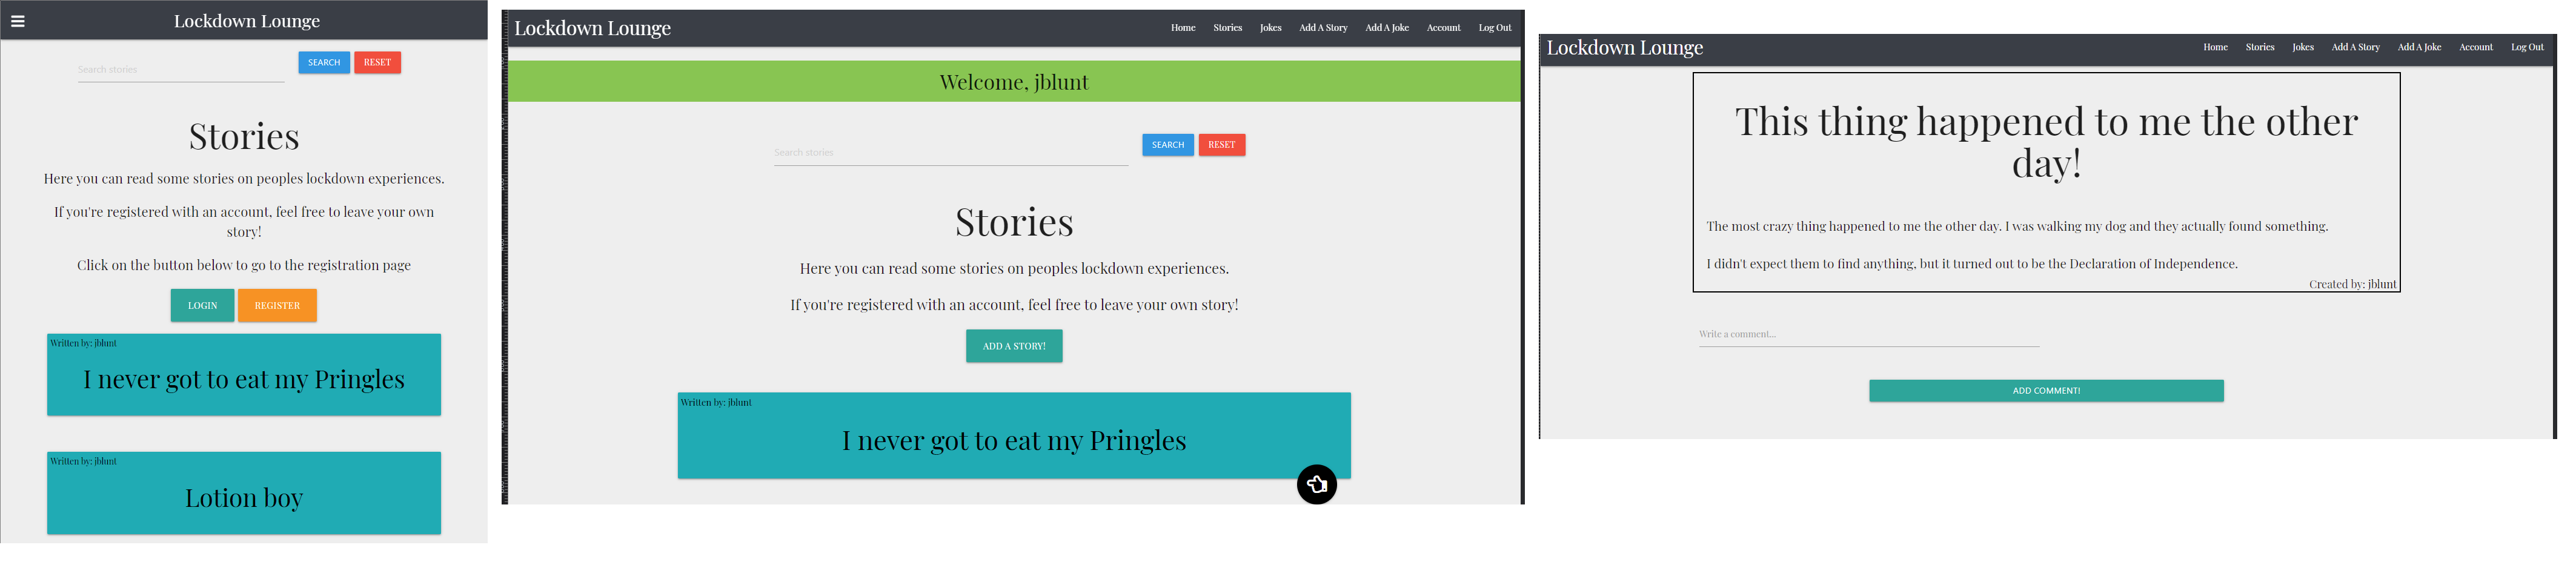 Lockdown Lounge
Search stories
SEARCH
RESET
Stories
Here you can read some stories on peoples lockdown experiences.
If you're registered with an account, feel free to leave your own
story!
Click on the button below to go to the registration page
LOGIN
REGISTER
Written by: jblunt
I never got to eat my Pringles
Written by: jblunt
Lotion boy
Lockdown Lounge
Home Stories Jokes Add A Story Add A Joke Account Log Out
Welcome, jblunt
Search stories
SEARCH
RESET
Stories
Here you can read some stories on peoples lockdown experiences.
If you're registered with an account, feel free to leave your own story!
ADD A STORY!
Written by: jblunt
I never got to eat my Pringles
Lockdown Lounge
Home Stories Jokes Add A Story Add A Joke Account Log Out
This thing happened to me the other
day!
The most crazy thing happened to me the other day. I was walking my dog and they actually found something.
I didn't expect them to find anything, but it turned out to be the Declaration of Independence.
Created by: jblunt
Write a comment...
ADD COMMENT!